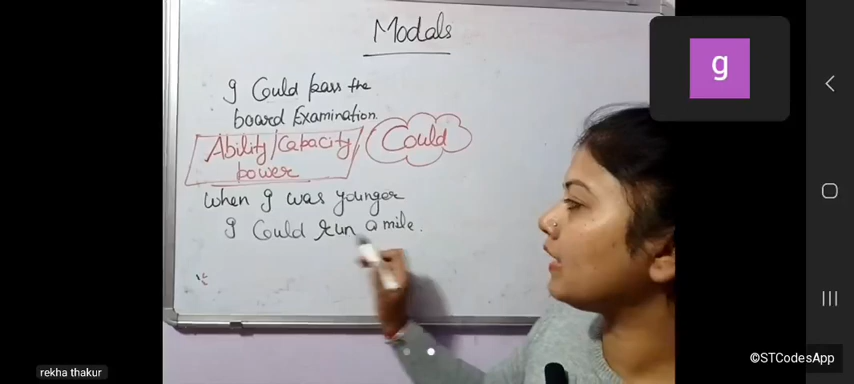 Modals
I Could pass the
board Examination.
Ability/Capacity/
power
Could
When I was younger
I Could run a mile.
g
rekha thakur
©STCodesApp